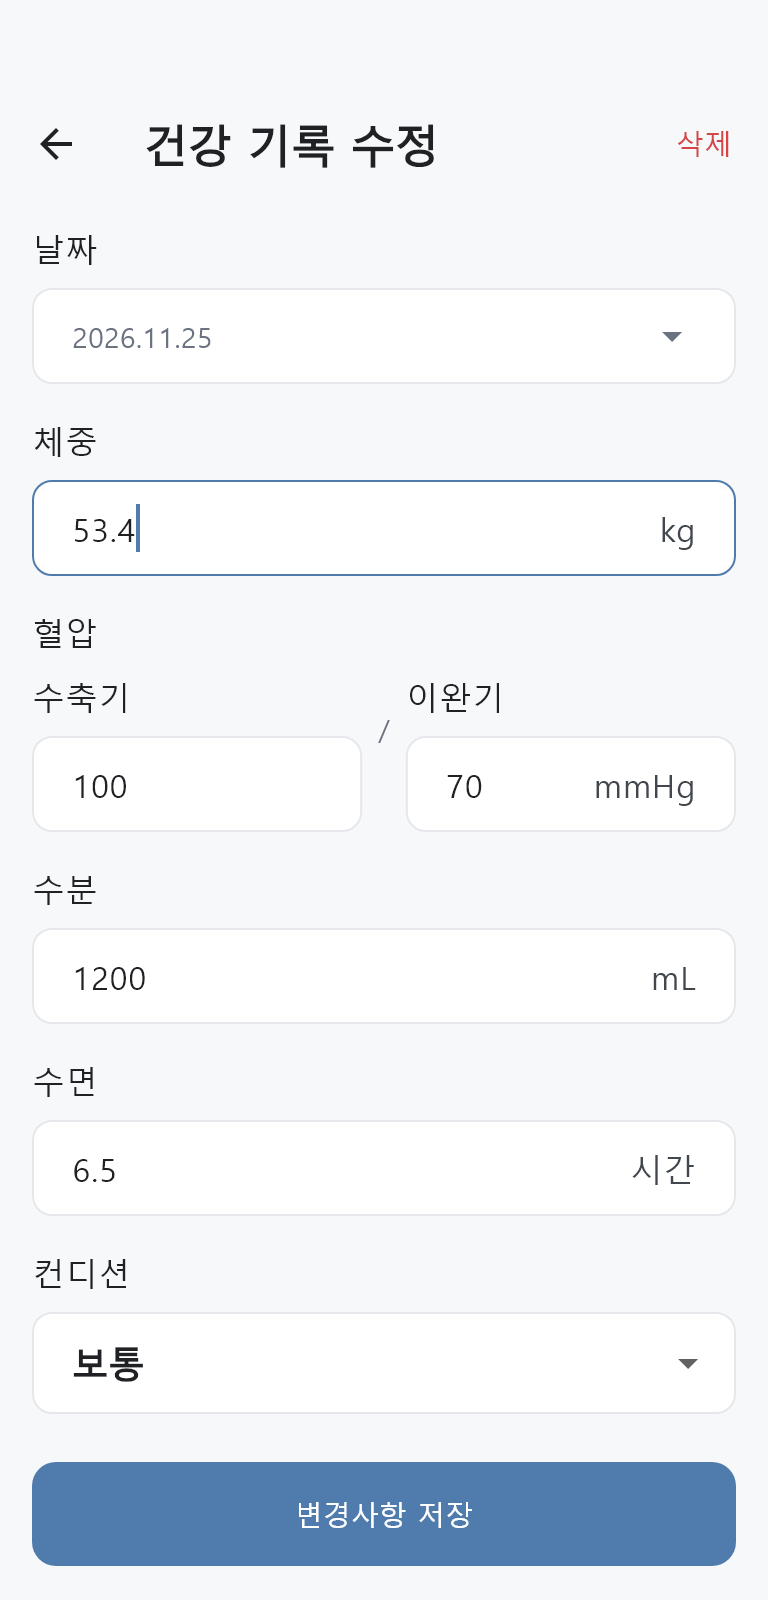 건강 기록 수정
삭제
날짜
2026.11.25
체중
53.4 kg
혈압
수축기 / 이완기
100 70 mmHg
수분
1200 mL
수면
6.5 시간
컨디션
보통
변경사항 저장